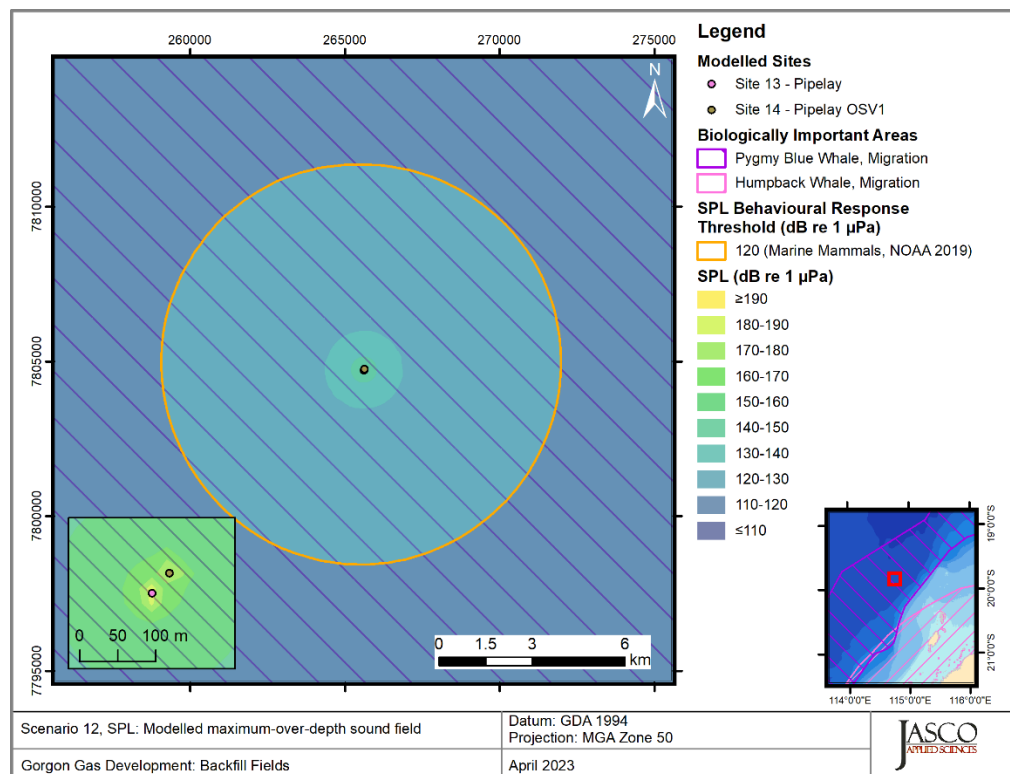 260000
265000
270000
275000
7810000
7805000
7800000
7795000
N
0 50 100 m
0 1.5 3 6
km
Legend
Modelled Sites
Site 13 - Pipelay
Site 14 - Pipelay OSV1
Biologically Important Areas
Pygmy Blue Whale, Migration
Humpback Whale, Migration
SPL Behavioural Response
Threshold (dB re 1 µPa)
120 (Marine Mammals, NOAA 2019)
SPL (dB re 1 µPa)
≥190
180-190
170-180
160-170
150-160
140-150
130-140
120-130
110-120
≤110
19°0'0"S
20°0'0"S
21°0'0"S
114°0'0"E
115°0'0"E
116°0'0"E
Scenario 12, SPL: Modelled maximum-over-depth sound field
Datum: GDA 1994
Projection: MGA Zone 50
Gorgon Gas Development: Backfill Fields
April 2023
JASCO
APPLIED SCIENCES